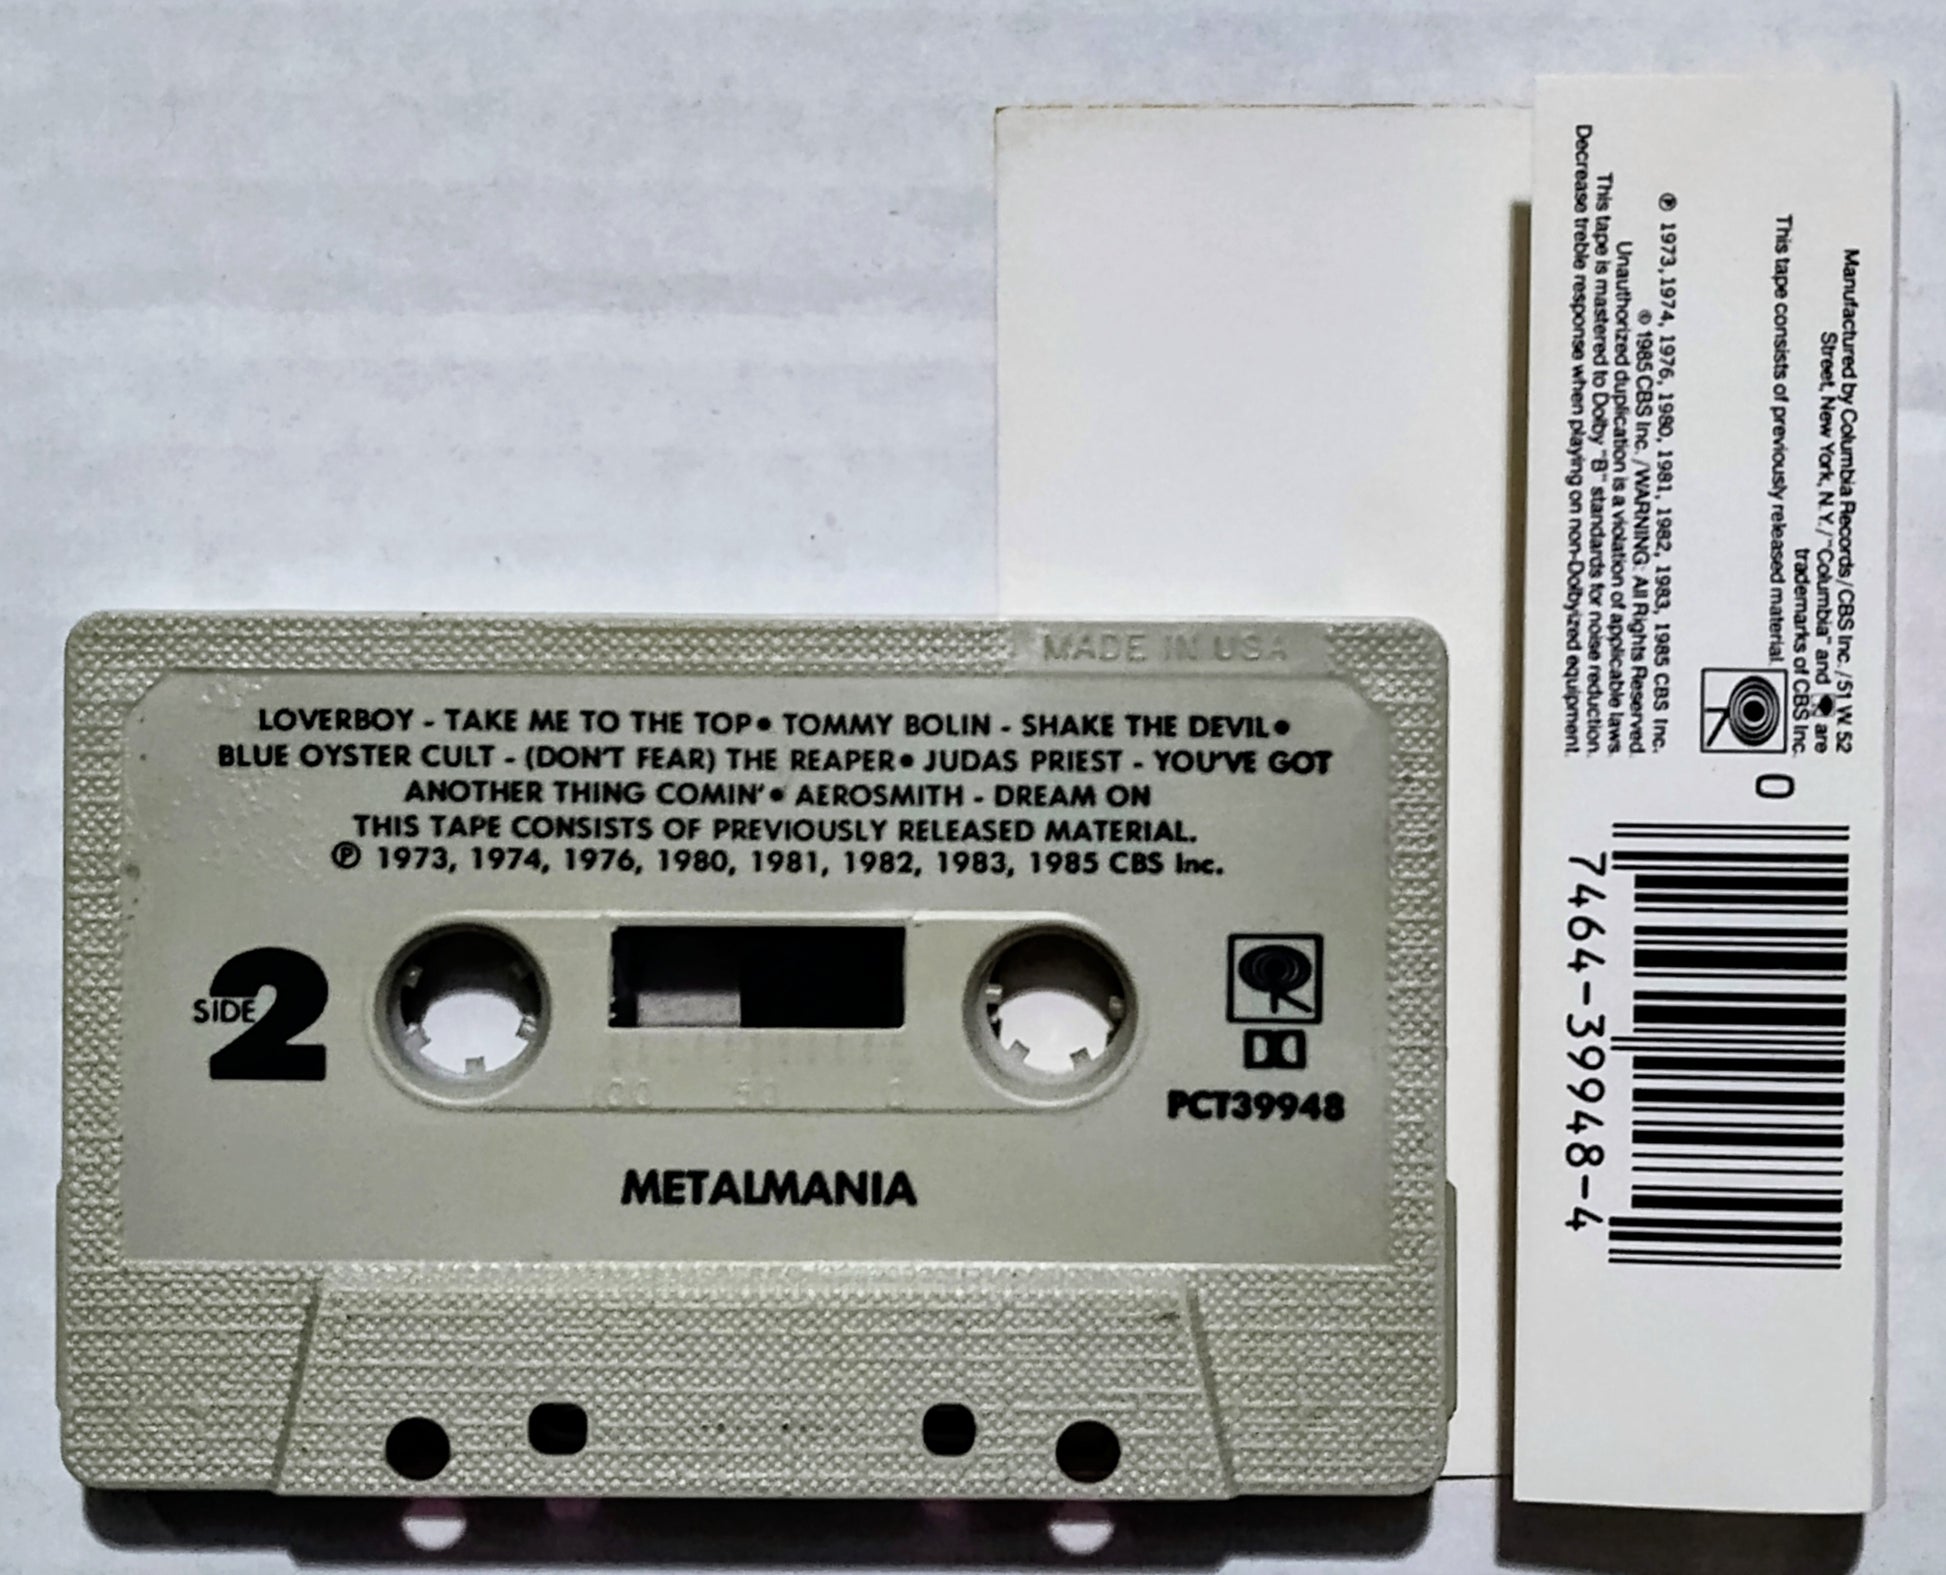 MADE IN USA
LOVERBOY - TAKE ME TO THE TOP• TOMMY BOLIN - SHAKE THE DEVIL•
BLUE OYSTER CULT - (DON'T FEAR) THE REAPER• JUDAS PRIEST - YOU'VE GOT
ANOTHER THING COMIN'• AEROSMITH - DREAM ON
THIS TAPE CONSISTS OF PREVIOUSLY RELEASED MATERIAL.
℗ 1973, 1974, 1976, 1980, 1981, 1982, 1983, 1985 CBS Inc.
SIDE 2
100 50 0
PCT39948
METALMANIA
Manufactured by Columbia Records/CBS Inc./51 W. 52
Street, New York, N.Y./"Columbia" and are
trademarks of CBS Inc.
This tape consists of previously released material.
℗ 1973, 1974, 1976, 1980, 1981, 1982, 1983, 1985 CBS Inc.
© 1985 CBS Inc./WARNING: All Rights Reserved.
Unauthorized duplication is a violation of applicable laws.
This tape is mastered to Dolby "B" standards for noise reduction.
Decrease treble response when playing on non-Dolbyized equipment.
0
7464-39948-4